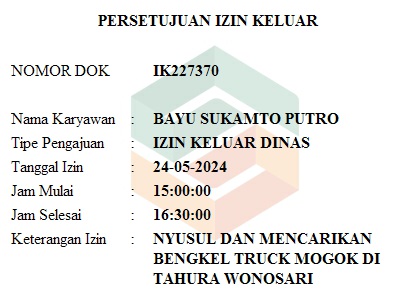 PERSETUJUAN IZIN KELUAR
NOMOR DOK IK227370
Nama Karyawan : BAYU SUKAMTO PUTRO
Tipe Pengajuan : IZIN KELUAR DINAS
Tanggal Izin : 24-05-2024
Jam Mulai : 15:00:00
Jam Selesai : 16:30:00
Keterangan Izin : NYUSUL DAN MENCARIKAN
BENGKEL TRUCK MOGOK DI
TAHURA WONOSARI